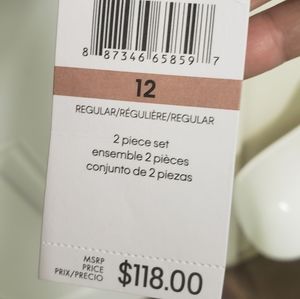 8 87346 65859 7
12
REGULAR/RÉGULIÈRE/REGULAR
2 piece set
ensemble 2 pièces
conjunto de 2 piezas
MSRP
PRICE
PRIX/PRECIO
$118.00